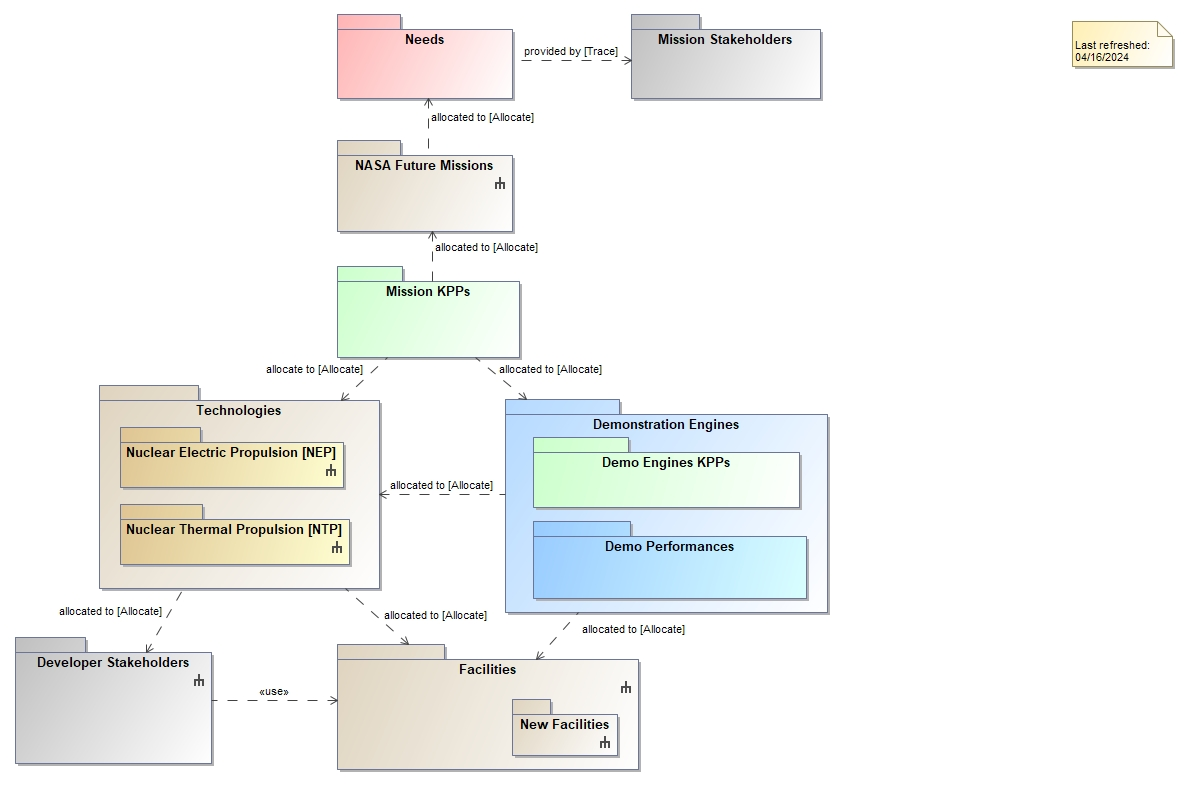 Needs
provided by [Trace]
Mission Stakeholders
Last refreshed:
04/16/2024
allocated to [Allocate]
NASA Future Missions
allocated to [Allocate]
Mission KPPs
allocate to [Allocate]
allocated to [Allocate]
Technologies
Nuclear Electric Propulsion [NEP]
Nuclear Thermal Propulsion [NTP]
allocated to [Allocate]
Demonstration Engines
Demo Engines KPPs
Demo Performances
allocated to [Allocate]
allocated to [Allocate]
allocated to [Allocate]
Developer Stakeholders
«use»
Facilities
New Facilities